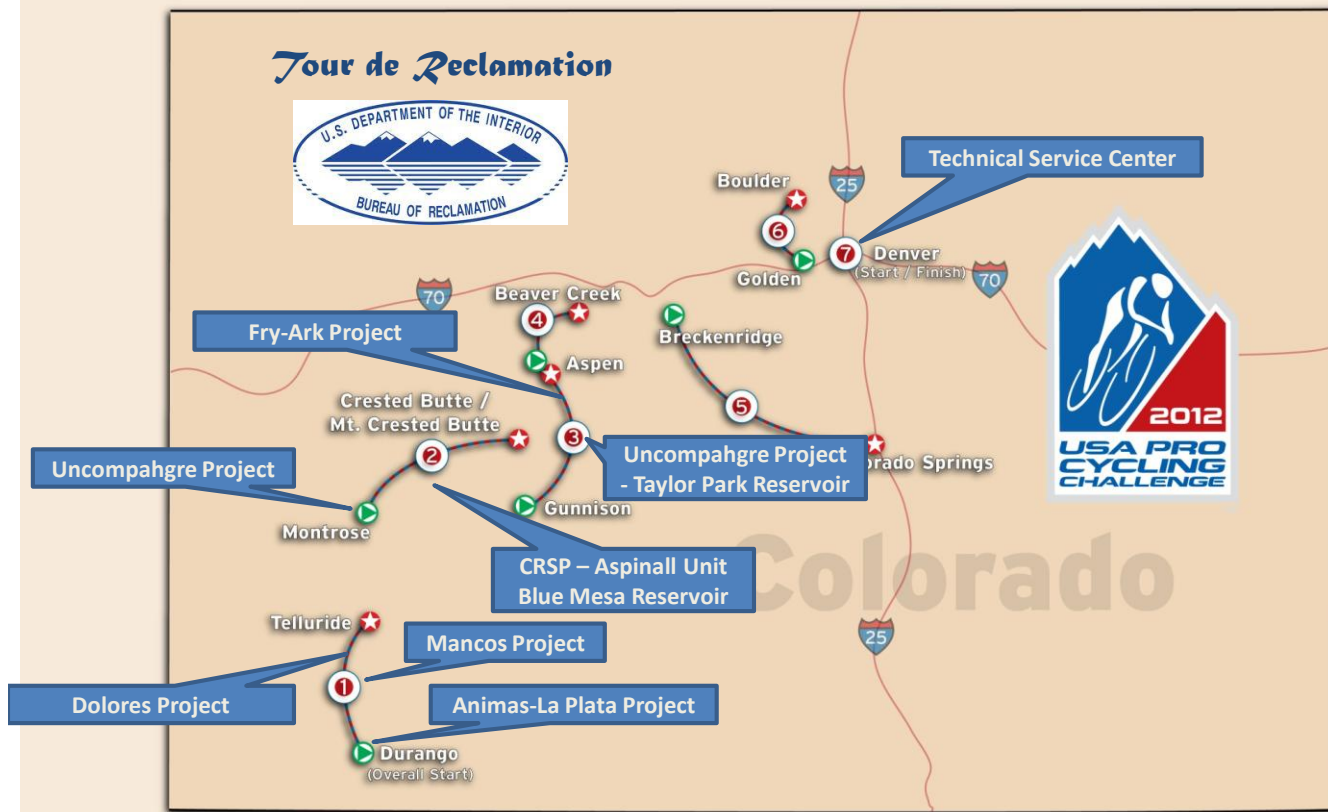 Tour de Reclamation
U.S. DEPARTMENT OF THE INTERIOR
BUREAU OF RECLAMATION
Technical Service Center
Boulder
25
6
7
Denver
(Start / Finish)
Golden
70
70
Beaver Creek
4
Fry-Ark Project
Aspen
Breckenridge
5
Crested Butte /
Mt. Crested Butte
2
3
Uncompahgre Project
Uncompahgre Project
- Taylor Park Reservoir
orado Springs
2012
USA PRO
CYCLING
CHALLENGE
Montrose
Gunnison
CRSP – Aspinall Unit
Blue Mesa Reservoir
Colorado
Telluride
25
Mancos Project
1
Dolores Project
Animas-La Plata Project
Durango
(Overall Start)